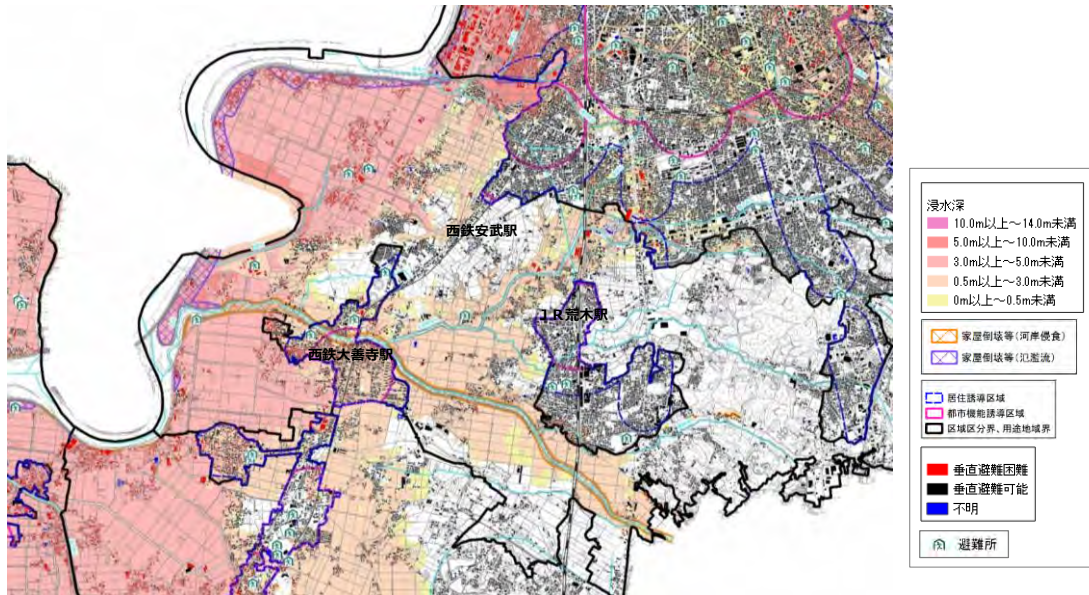 西鉄安武駅
JR荒木駅
西鉄大善寺駅
浸水深
10.0m以上~14.0m未満
5.0m以上~10.0m未満
3.0m以上~5.0m未満
0.5m以上~3.0m未満
0m以上~0.5m未満
家屋倒壊等(河岸侵食)
家屋倒壊等(氾濫流)
居住誘導区域
都市機能誘導区域
区域区分界、用途地域界
垂直避難困難
垂直避難可能
不明
避難所